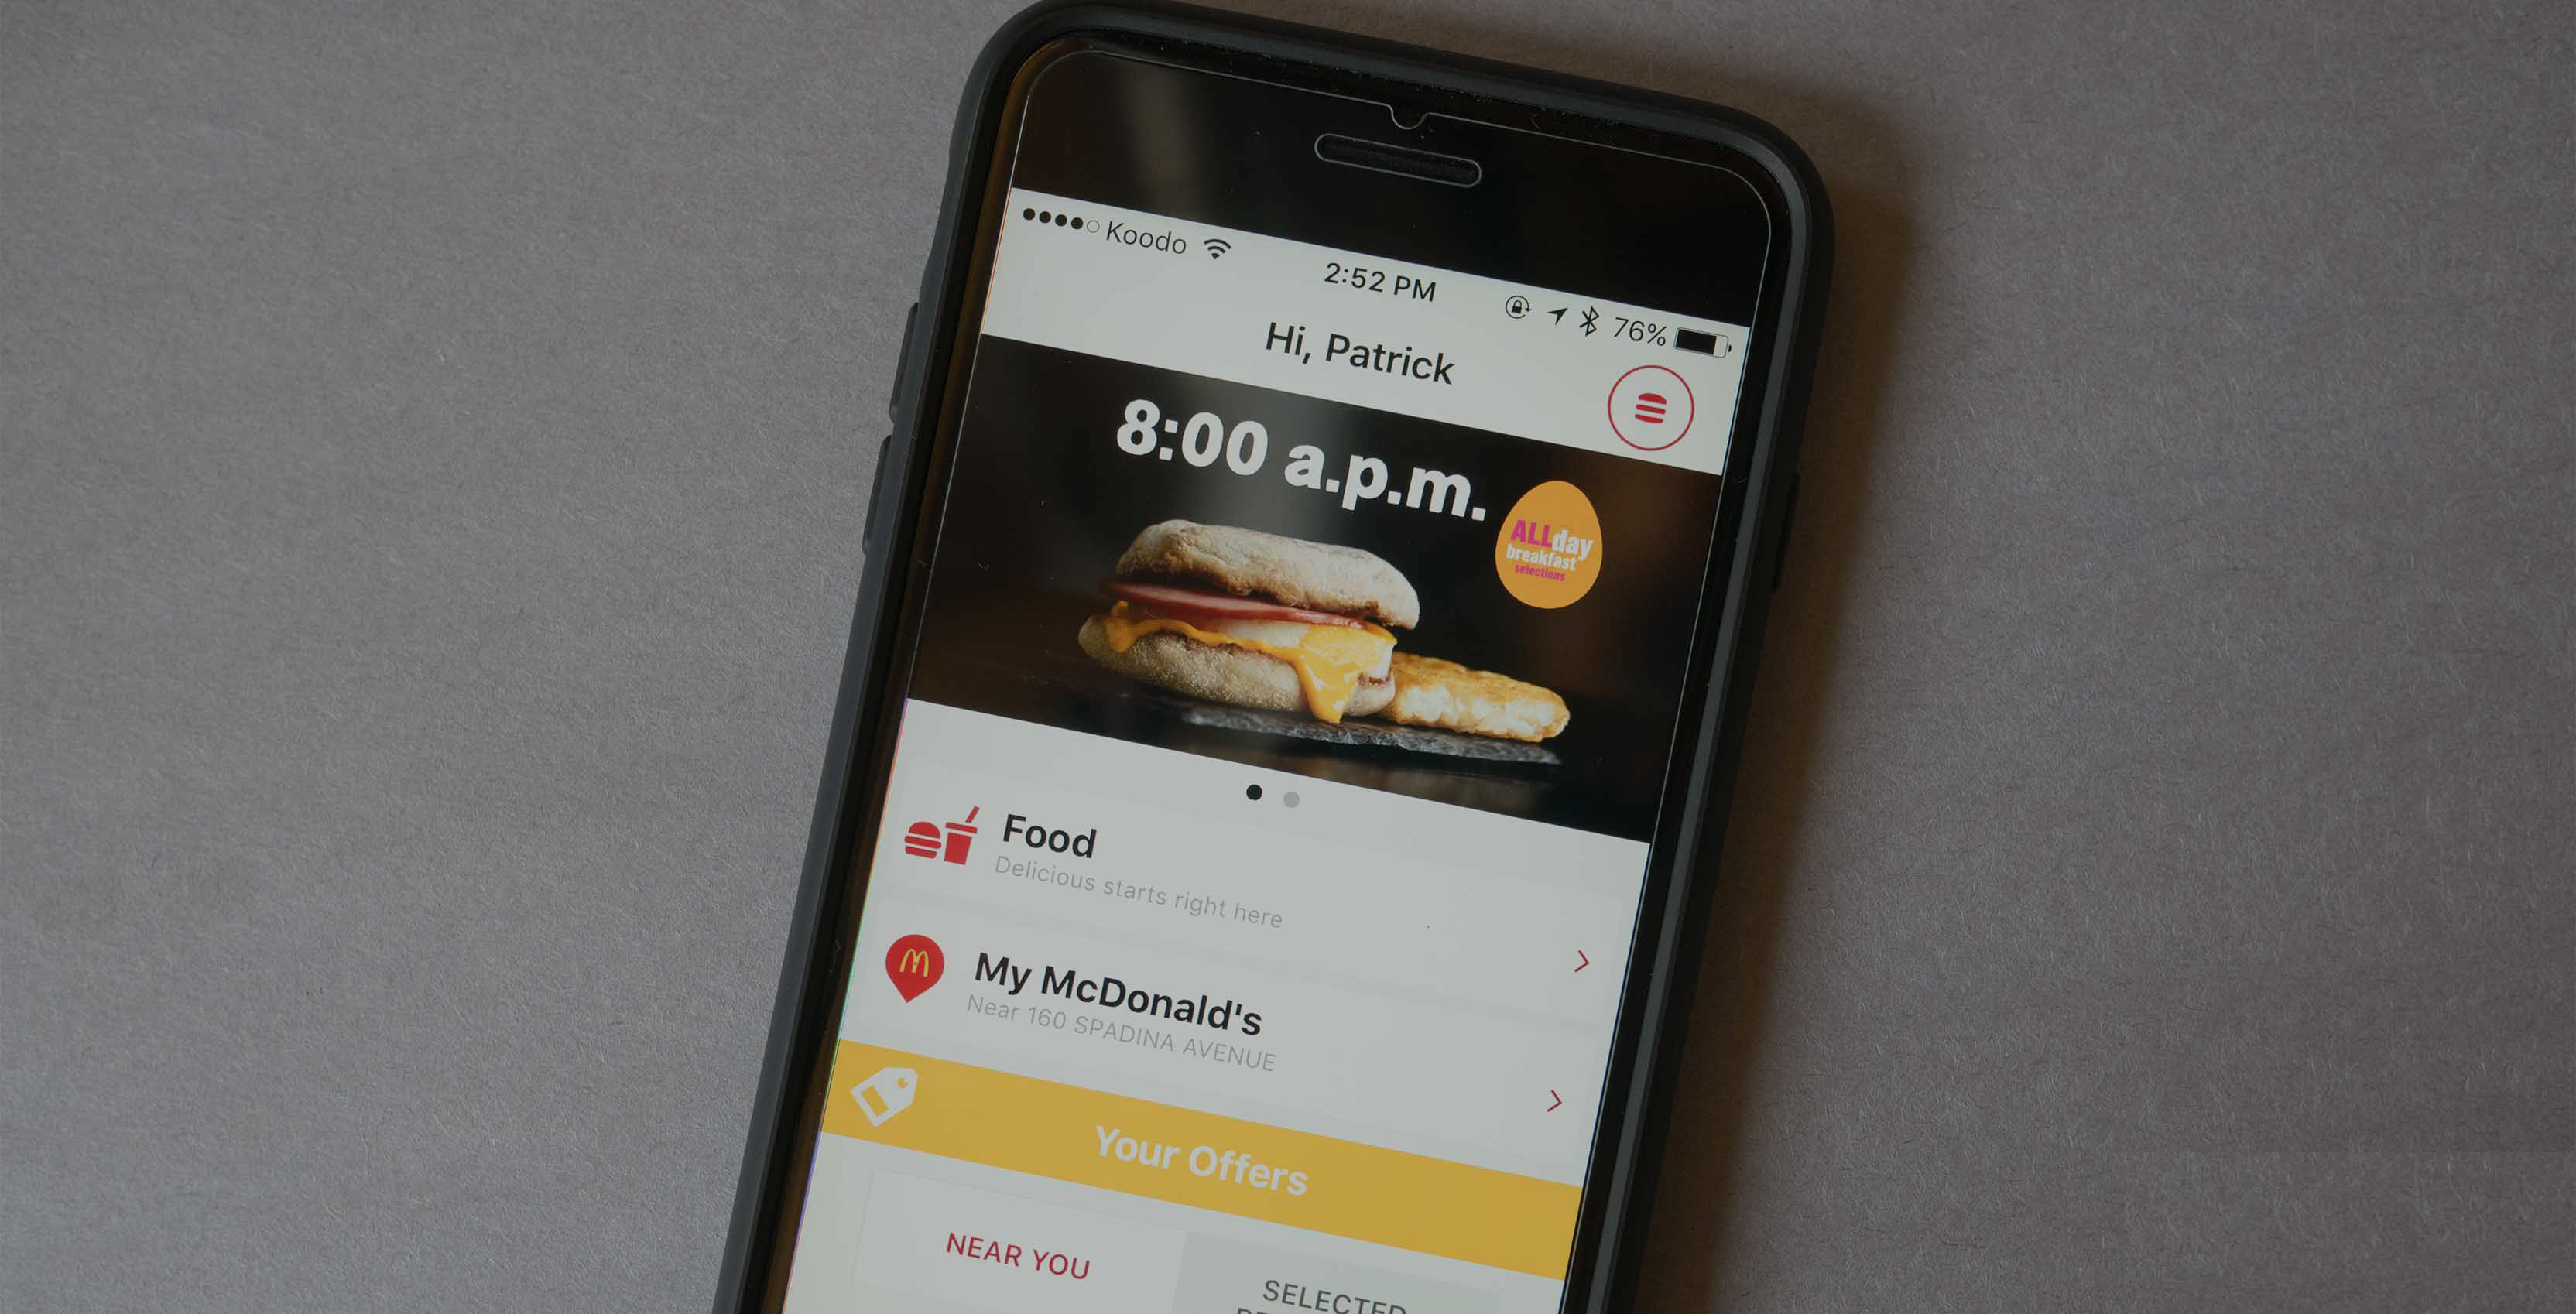 Koodo
2:52 PM
76%
Hi, Patrick
8:00 a.p.m.
ALLday
breakfast
selections
Food
Delicious starts right here
My McDonald's
Near 160 SPADINA AVENUE
Your Offers
NEAR YOU
SELECTED